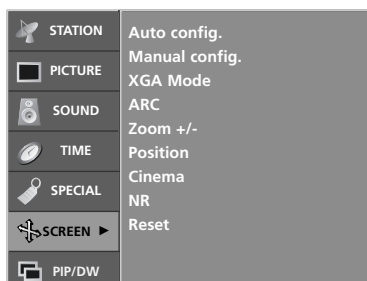 STATION
PICTURE
SOUND
TIME
SPECIAL
SCREEN ►
PIP/DW
Auto config.
Manual config.
XGA Mode
ARC
Zoom +/-
Position
Cinema
NR
Reset